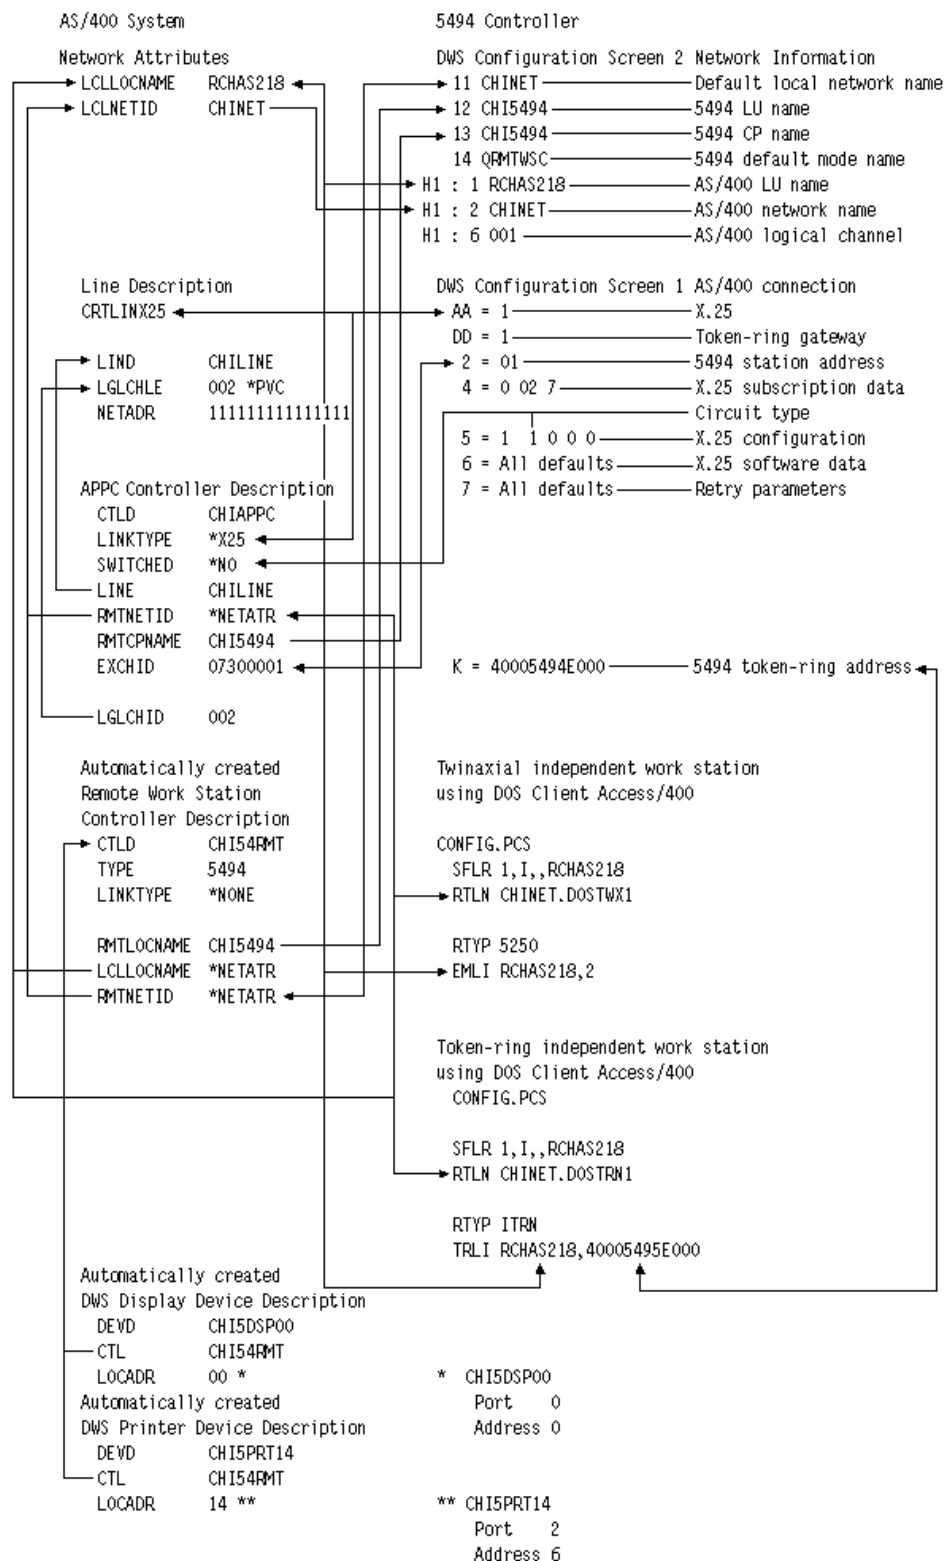 AS/400 System 5494 Controller
Network Attributes DWS Configuration Screen 2 Network Information
LCLLOCNAME RCHAS218 11 CHINET Default local network name
LCLNETID CHINET 12 CHI5494 5494 LU name
13 CHI5494 5494 CP name
14 QRMTWSC 5494 default mode name
H1 : 1 RCHAS218 AS/400 LU name
H1 : 2 CHINET AS/400 network name
H1 : 6 001 AS/400 logical channel
Line Description DWS Configuration Screen 1 AS/400 connection
CRTLINX25 AA = 1 X.25
DD = 1 Token-ring gateway
LIND CHILINE 2 = 01 5494 station address
LGLCHLE 002 *PVC 4 = 0 02 7 X.25 subscription data
NETADR 111111111111111 Circuit type
5 = 1 1 0 0 0 X.25 configuration
6 = All defaults X.25 software data
APPC Controller Description 7 = All defaults Retry parameters
CTLD CHIAPPC
LINKTYPE *X25
SWITCHED *NO
LINE CHILINE
RMTNETID *NETATR
RMTCPNAME CHI5494
EXCHID 07300001 K = 40005494E000 5494 token-ring address
LGLCHID 002
Automatically created Twinaxial independent work station
Remote Work Station using DOS Client Access/400
Controller Description
CTLD CHI54RMT CONFIG.PCS
TYPE 5494 SFLR 1,I,,RCHAS218
LINKTYPE *NONE RTLN CHINET.DOSTWX1
RMTLOCNAME CHI5494 RTYP 5250
LCLLOCNAME *NETATR EMLI RCHAS218,2
RMTNETID *NETATR
Token-ring independent work station
using DOS Client Access/400
CONFIG.PCS
SFLR 1,I,,RCHAS218
RTLN CHINET.DOSTRN1
RTYP ITRN
TRLI RCHAS218,40005495E000
Automatically created
DWS Display Device Description
DEVD CHI5DSP00
CTL CHI54RMT
LOCADR 00 * * CHI5DSP00
Automatically created Port 0
DWS Printer Device Description Address 0
DEVD CHI5PRT14
CTL CHI54RMT
LOCADR 14 ** ** CHI5PRT14
Port 2
Address 6